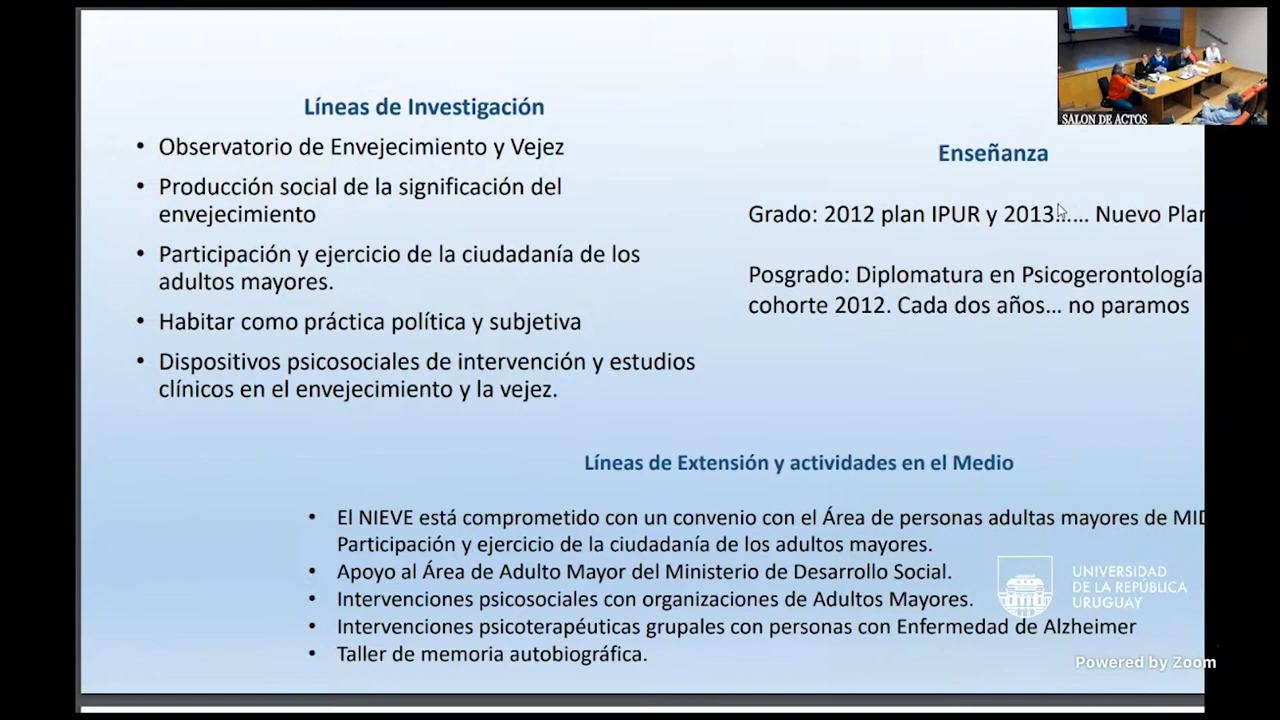 Líneas de Investigación
• Observatorio de Envejecimiento y Vejez
• Producción social de la significación del
envejecimiento
• Participación y ejercicio de la ciudadanía de los
adultos mayores.
• Habitar como práctica política y subjetiva
• Dispositivos psicosociales de intervención y estudios
clínicos en el envejecimiento y la vejez.
SALON DE ACTOS
Enseñanza
Grado: 2012 plan IPUR y 2013...... Nuevo Plan
Posgrado: Diplomatura en Psicogerontología
cohorte 2012. Cada dos años... no paramos
Líneas de Extensión y actividades en el Medio
• El NIEVE está comprometido con un convenio con el Área de personas adultas mayores de
Participación y ejercicio de la ciudadanía de los adultos mayores.
• Apoyo al Área de Adulto Mayor del Ministerio de Desarrollo Social.
• Intervenciones psicosociales con organizaciones de Adultos Mayores.
• Intervenciones psicoterapéuticas grupales con personas con Enfermedad de Alzheimer
• Taller de memoria autobiográfica.
UNIVERSIDAD
DE LA REPÚBLICA
URUGUAY
Powered by Zoom